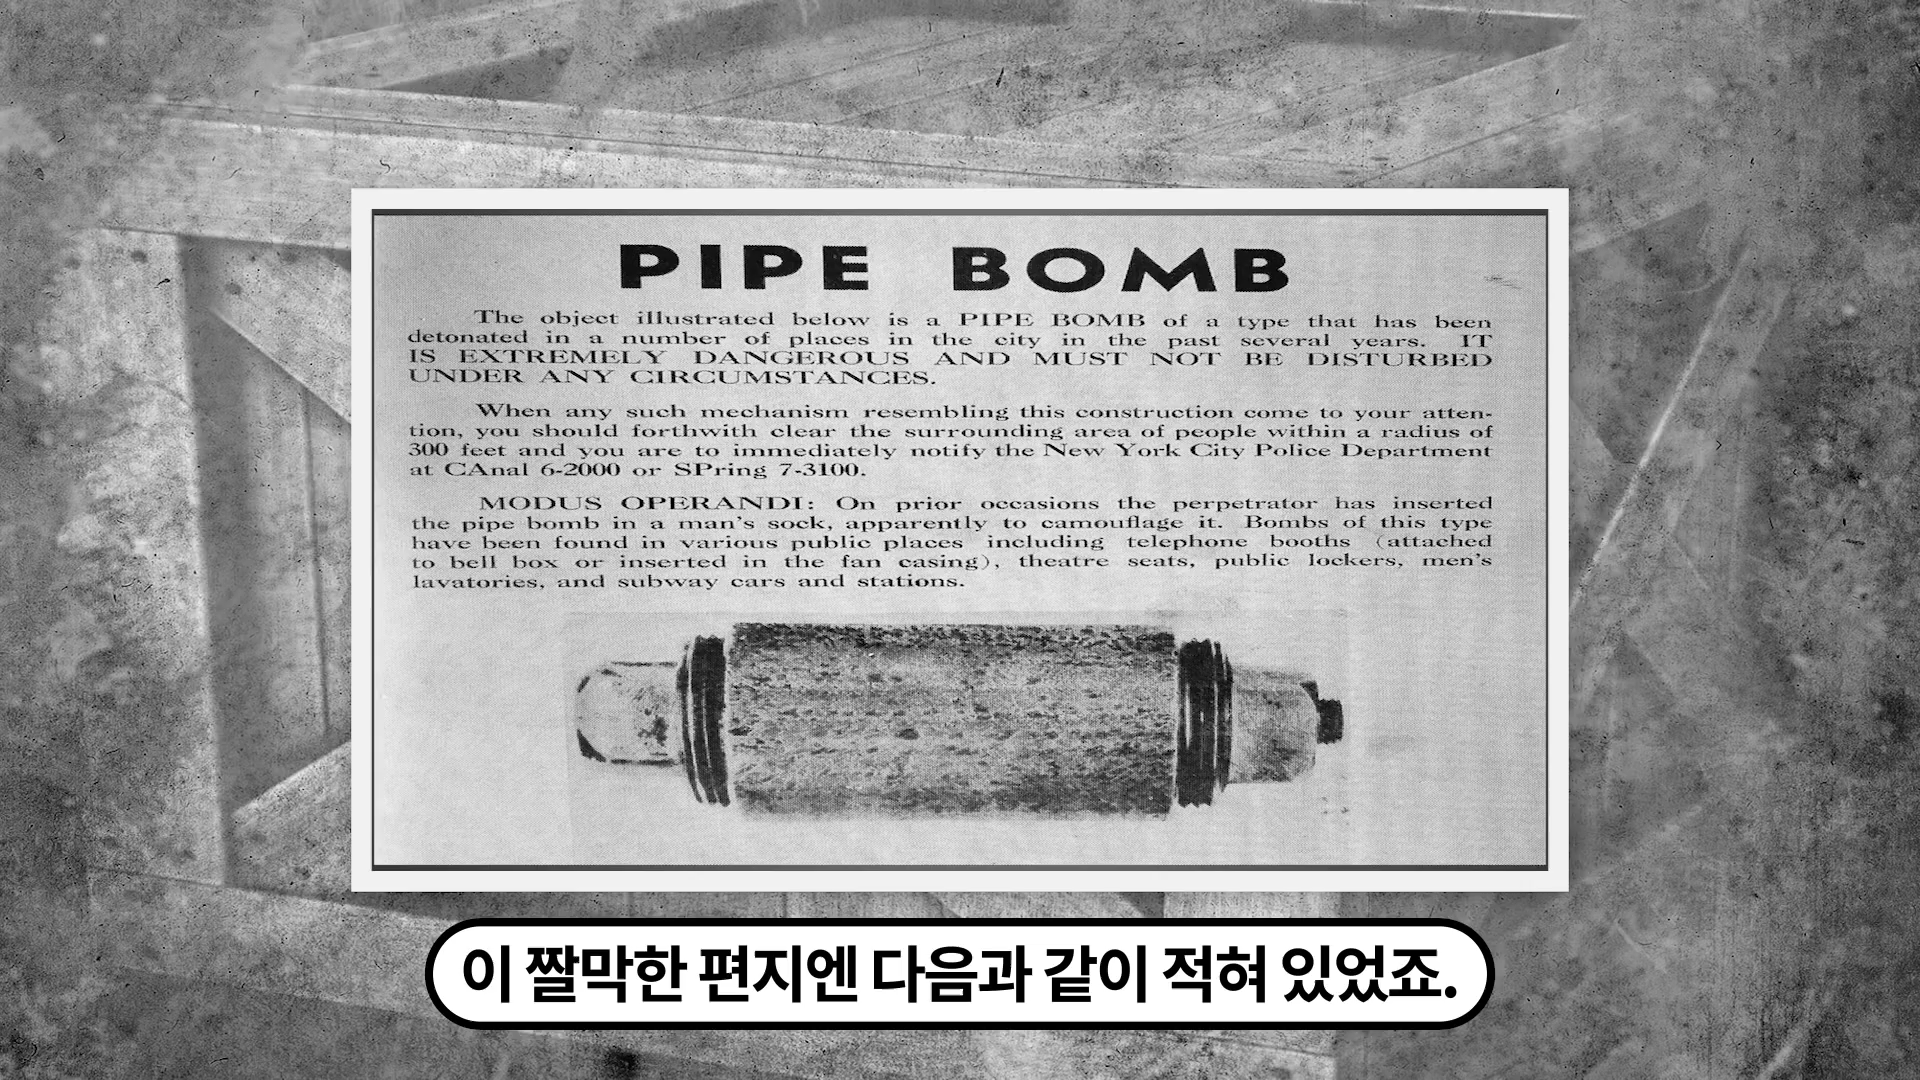 PIPE BOMB
The object illustrated below is a PIPE BOMB of a type that has been
detonated in a number of places in the city in the past several years. IT
IS EXTREMELY DANGEROUS AND MUST NOT BE DISTURBED
UNDER ANY CIRCUMSTANCES.
When any such mechanism resembling this construction come to your atten-
tion, you should forthwith clear the surrounding area of people within a radius of
300 feet and you are to immediately notify the New York City Police Department
at CAnal 6-2000 or SPring 7-3100.
MODUS OPERANDI: On prior occasions the perpetrator has inserted
the pipe bomb in a man's sock, apparently to camouflage it. Bombs of this type
have been found in various public places including telephone booths (attached
to bell box or inserted in the fan casing), theatre seats, public lockers, men's
lavatories, and subway cars and stations.
이 짤막한 편지엔 다음과 같이 적혀 있었죠.